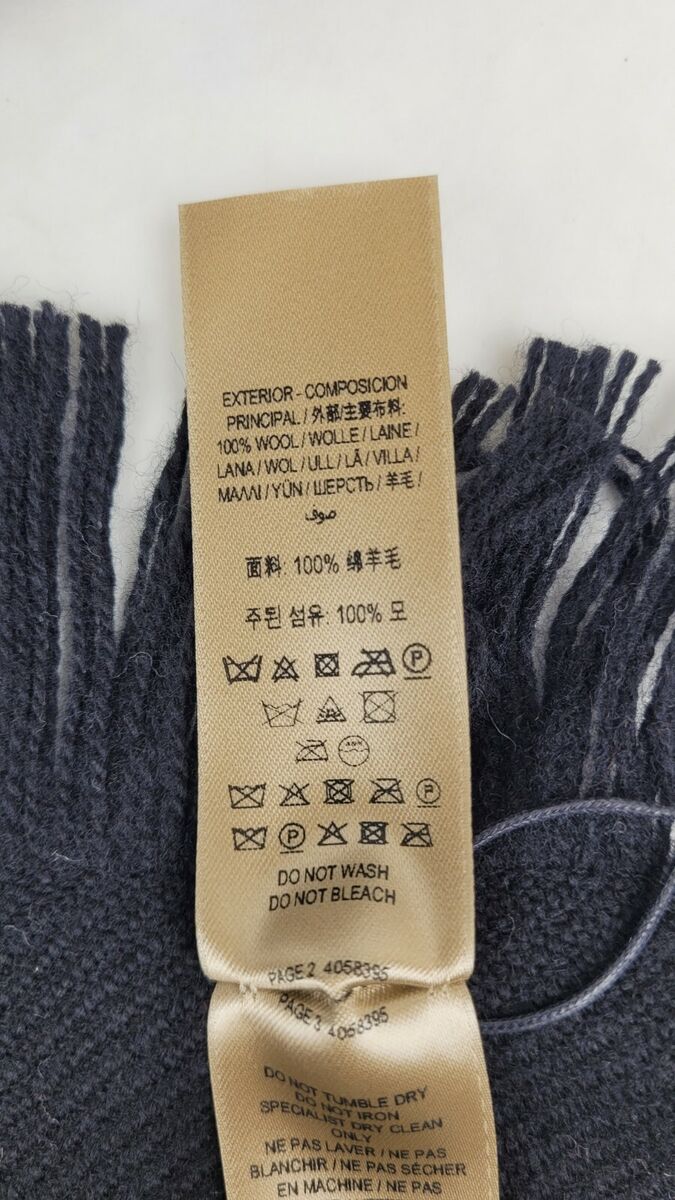 EXTERIOR - COMPOSICION
PRINCIPAL / 外部/主要布料:
100% WOOL / WOLLE / LAINE /
LANA / WOL / ULL / LÃ / VILLA /
ΜΑΛΛΙ / YÜN / ШЕРСТЬ / 羊毛 /
صوف
面料: 100% 绵羊毛
주된 섬유: 100% 모
P
P
P
DO NOT WASH
DO NOT BLEACH
PAGE 2 4058395
PAGE 3 4058395
DO NOT TUMBLE DRY
DO NOT IRON
SPECIALIST DRY CLEAN
ONLY
NE PAS LAVER / NE PAS
BLANCHIR / NE PAS SÉCHER
EN MACHINE / NE PAS